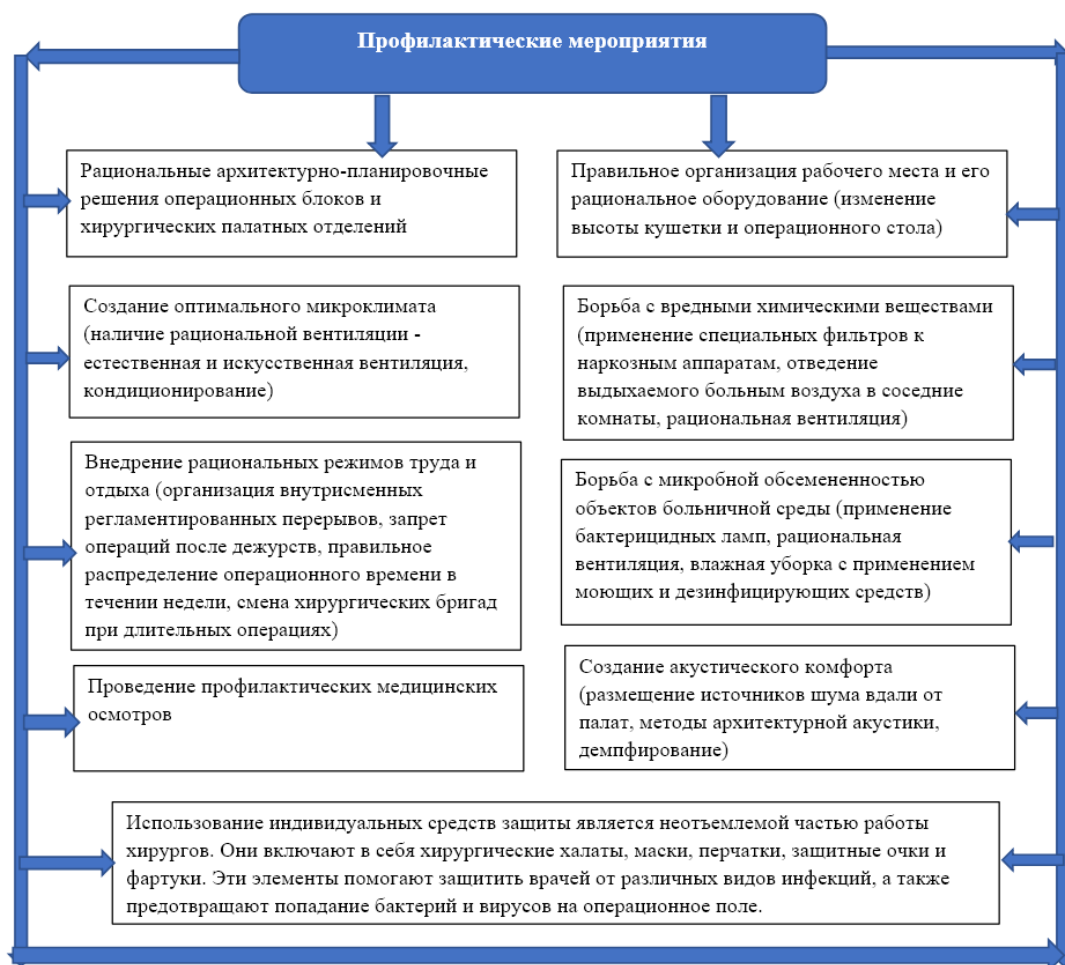 Профилактические мероприятия
Рациональные архитектурно-планировочные
решения операционных блоков и
хирургических палатных отделений
Правильное организация рабочего места и его
рациональное оборудование (изменение
высоты кушетки и операционного стола)
Создание оптимального микроклимата
(наличие рациональной вентиляции -
естественная и искусственная вентиляция,
кондиционирование)
Борьба с вредными химическими веществами
(применение специальных фильтров к
наркозным аппаратам, отведение
выдыхаемого больным воздуха в соседние
комнаты, рациональная вентиляция)
Внедрение рациональных режимов труда и
отдыха (организация внутрисменных
регламентированных перерывов, запрет
операций после дежурств, правильное
распределение операционного времени в
течении недели, смена хирургических бригад
при длительных операциях)
Борьба с микробной обсемененностью
объектов больничной среды (применение
бактерицидных ламп, рациональная
вентиляция, влажная уборка с применением
моющих и дезинфицирующих средств)
Проведение профилактических медицинских
осмотров
Создание акустического комфорта
(размещение источников шума вдали от
палат, методы архитектурной акустики,
демпфирование)
Использование индивидуальных средств защиты является неотъемлемой частью работы
хирургов. Они включают в себя хирургические халаты, маски, перчатки, защитные очки и
фартуки. Эти элементы помогают защитить врачей от различных видов инфекций, а также
предотвращают попадание бактерий и вирусов на операционное поле.